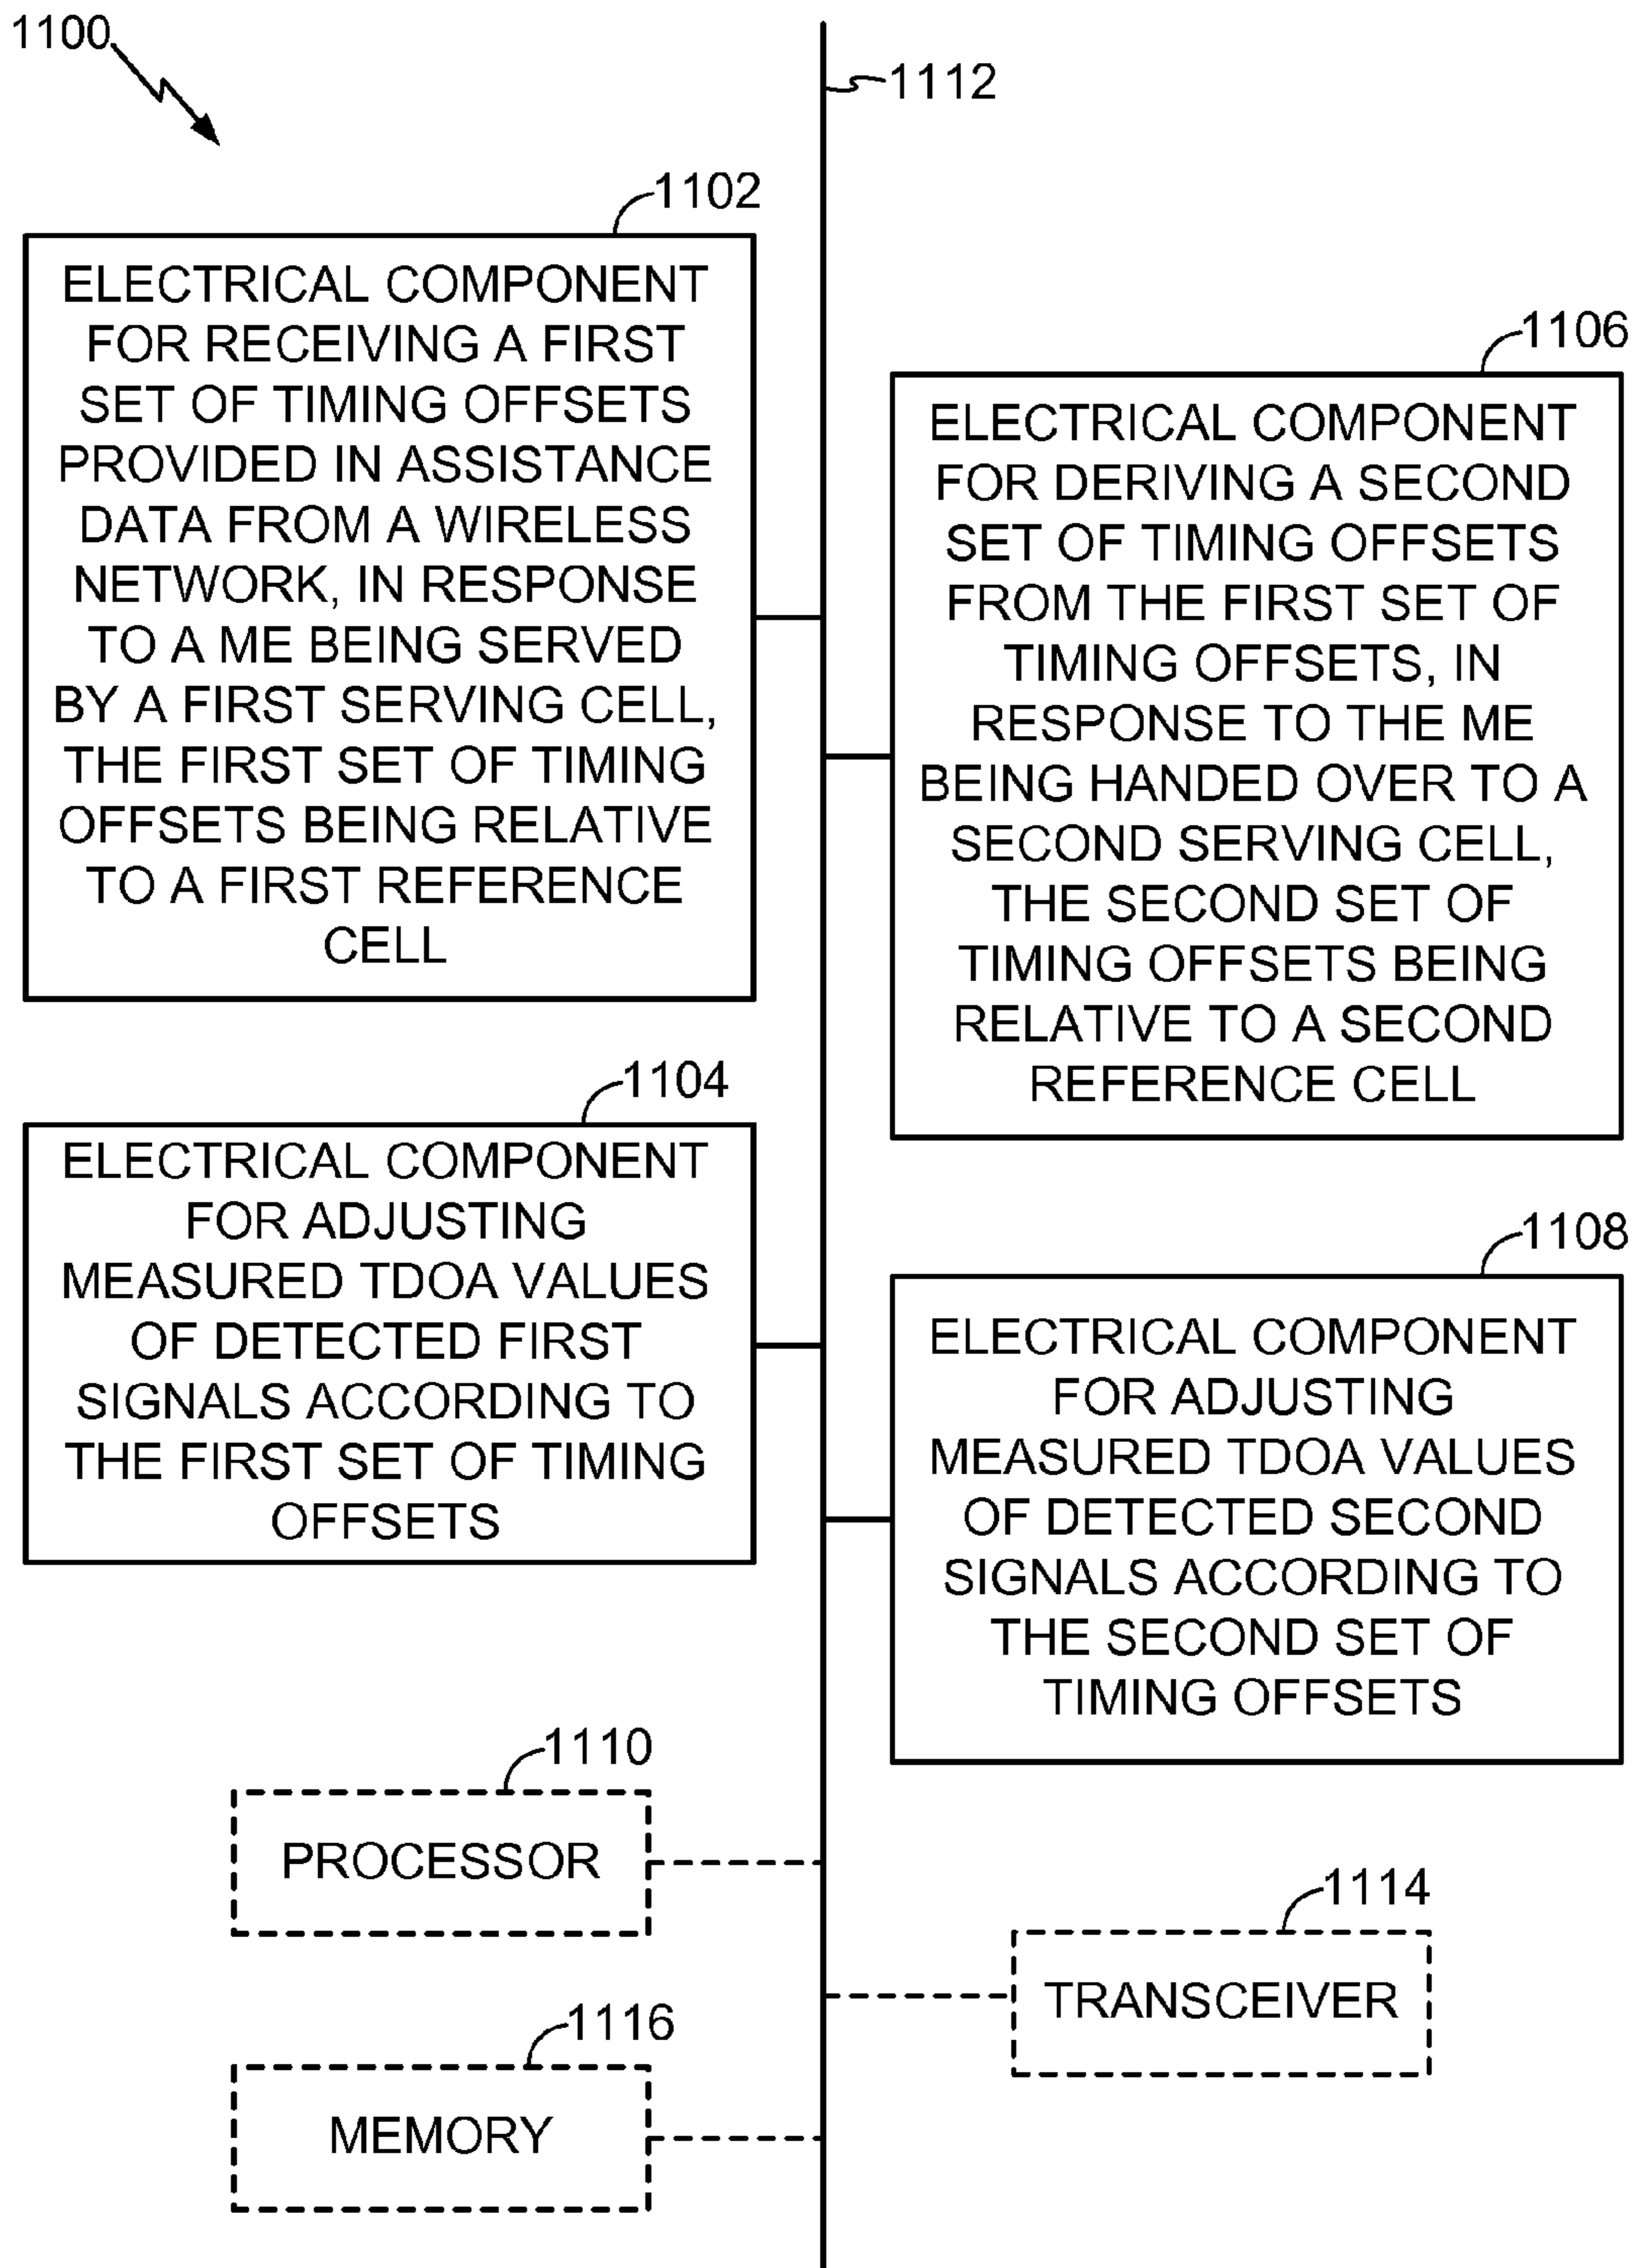 1100
1112
1102
ELECTRICAL COMPONENT
FOR RECEIVING A FIRST
SET OF TIMING OFFSETS
PROVIDED IN ASSISTANCE
DATA FROM A WIRELESS
NETWORK, IN RESPONSE
TO A ME BEING SERVED
BY A FIRST SERVING CELL,
THE FIRST SET OF TIMING
OFFSETS BEING RELATIVE
TO A FIRST REFERENCE
CELL
1106
ELECTRICAL COMPONENT
FOR DERIVING A SECOND
SET OF TIMING OFFSETS
FROM THE FIRST SET OF
TIMING OFFSETS, IN
RESPONSE TO THE ME
BEING HANDED OVER TO A
SECOND SERVING CELL,
THE SECOND SET OF
TIMING OFFSETS BEING
RELATIVE TO A SECOND
REFERENCE CELL
1104
ELECTRICAL COMPONENT
FOR ADJUSTING
MEASURED TDOA VALUES
OF DETECTED FIRST
SIGNALS ACCORDING TO
THE FIRST SET OF TIMING
OFFSETS
1108
ELECTRICAL COMPONENT
FOR ADJUSTING
MEASURED TDOA VALUES
OF DETECTED SECOND
SIGNALS ACCORDING TO
THE SECOND SET OF
TIMING OFFSETS
1110
PROCESSOR
1114
TRANSCEIVER
1116
MEMORY